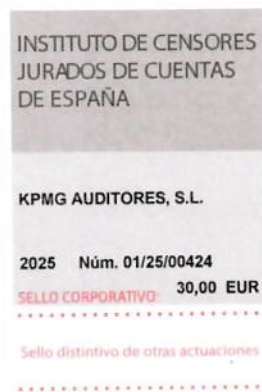 INSTITUTO DE CENSORES
JURADOS DE CUENTAS
DE ESPAÑA
KPMG AUDITORES, S.L.
2025 Núm. 01/25/00424
SELLO CORPORATIVO: 30,00 EUR
Sello distintivo de otras actuaciones